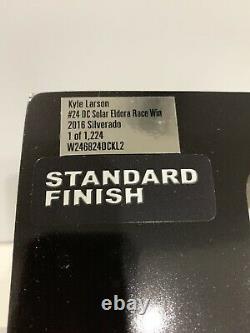 Kyle Larson
#24 DC Solar Eldora Race Win
2016 Silverado
1 of 1,224
W246824DCKL2
STANDARD
FINISH